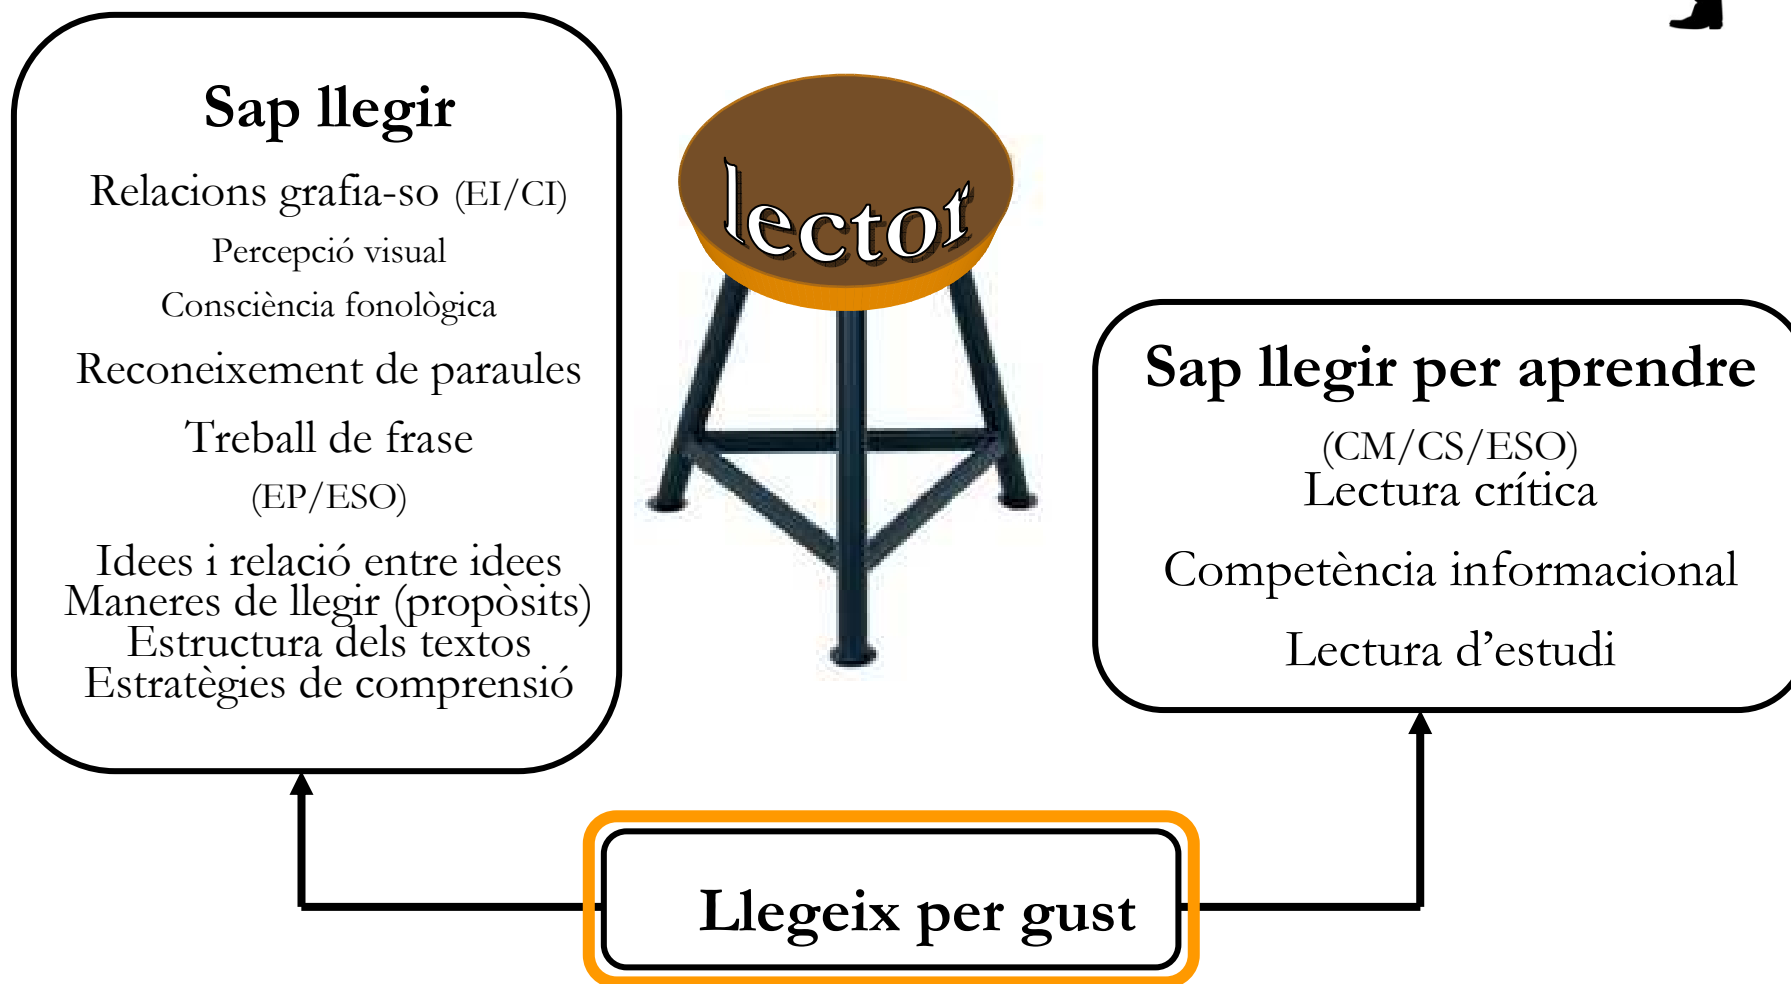 Sap llegir
Relacions grafia-so (EI/CI)
Percepció visual
Consciència fonològica
Reconeixement de paraules
Treball de frase
(EP/ESO)
Idees i relació entre idees
Maneres de llegir (propòsits)
Estructura dels textos
Estratègies de comprensió
lector
Sap llegir per aprendre
(CM/CS/ESO)
Lectura crítica
Competència informacional
Lectura d’estudi
Llegeix per gust